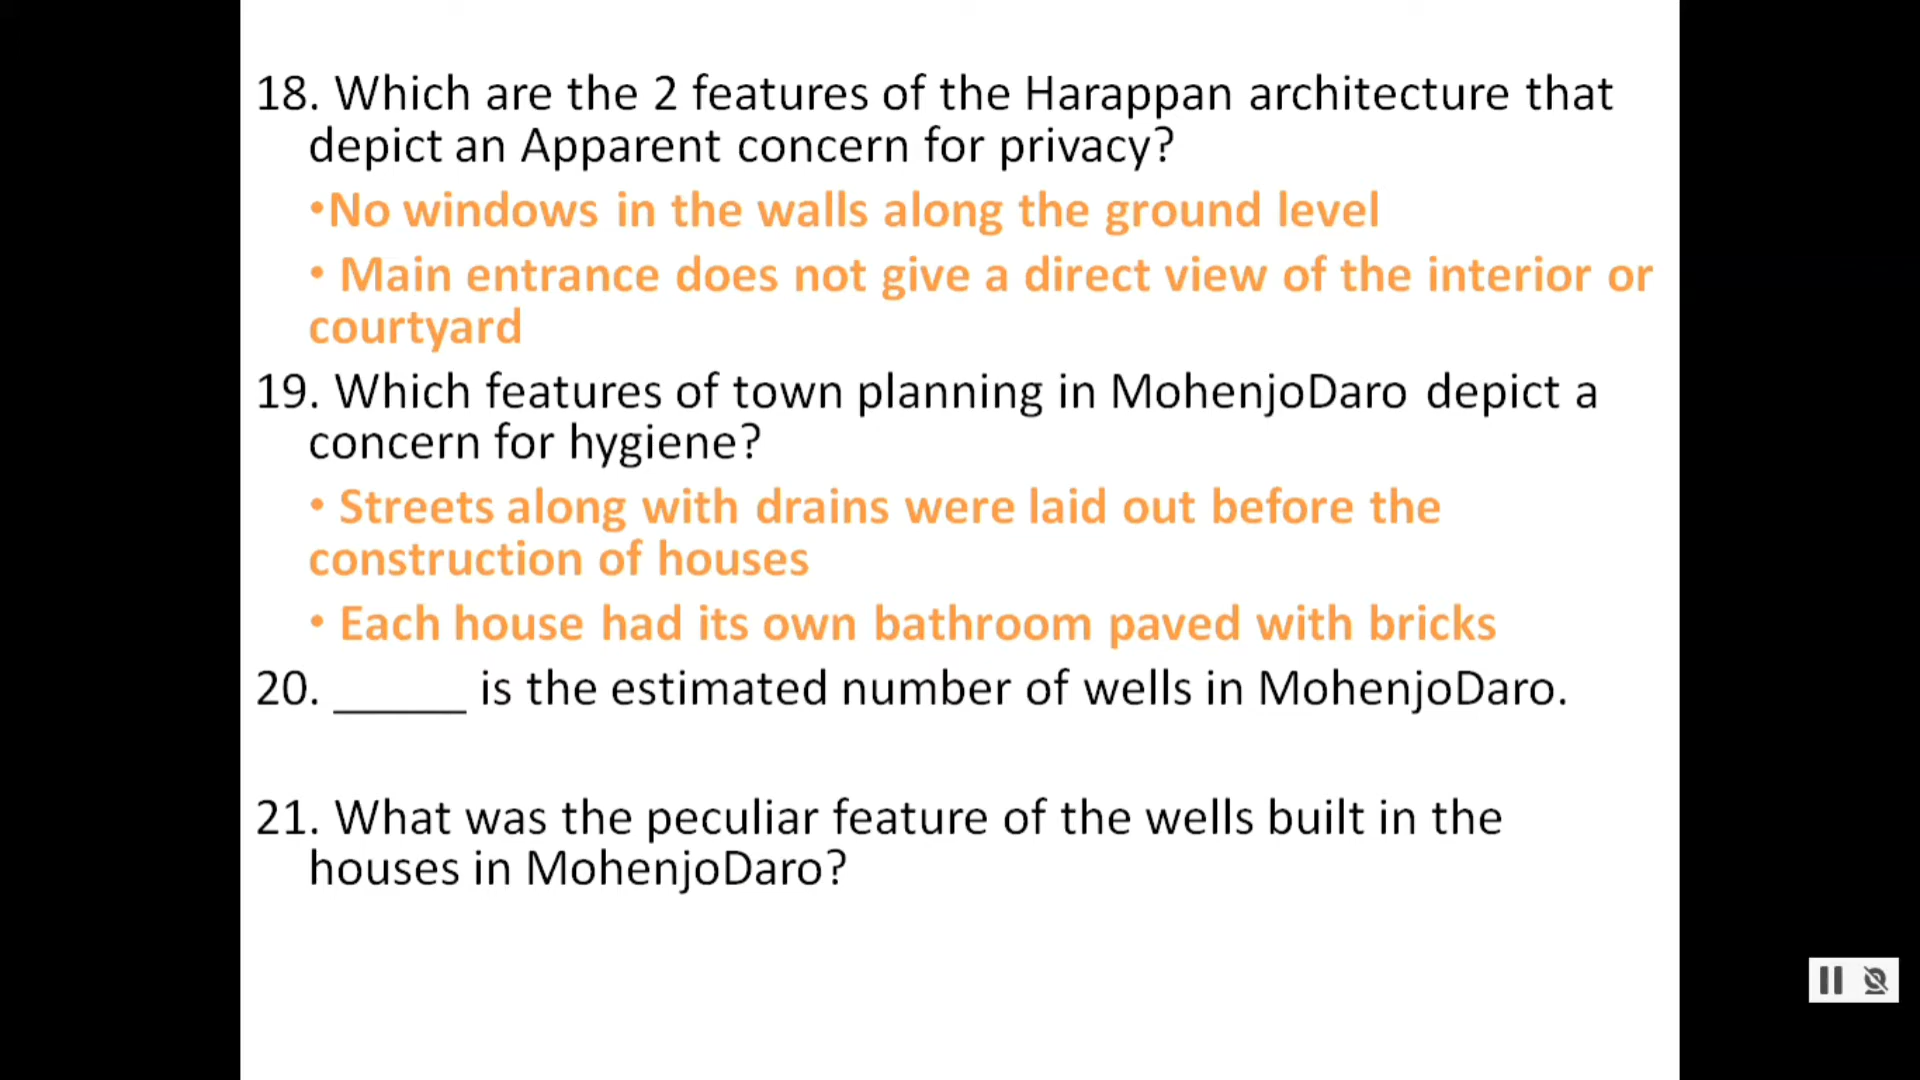 18. Which are the 2 features of the Harappan architecture that
depict an Apparent concern for privacy?
•No windows in the walls along the ground level
• Main entrance does not give a direct view of the interior or
courtyard
19. Which features of town planning in MohenjoDaro depict a
concern for hygiene?
• Streets along with drains were laid out before the
construction of houses
• Each house had its own bathroom paved with bricks
20. _____ is the estimated number of wells in MohenjoDaro.
21. What was the peculiar feature of the wells built in the
houses in MohenjoDaro?